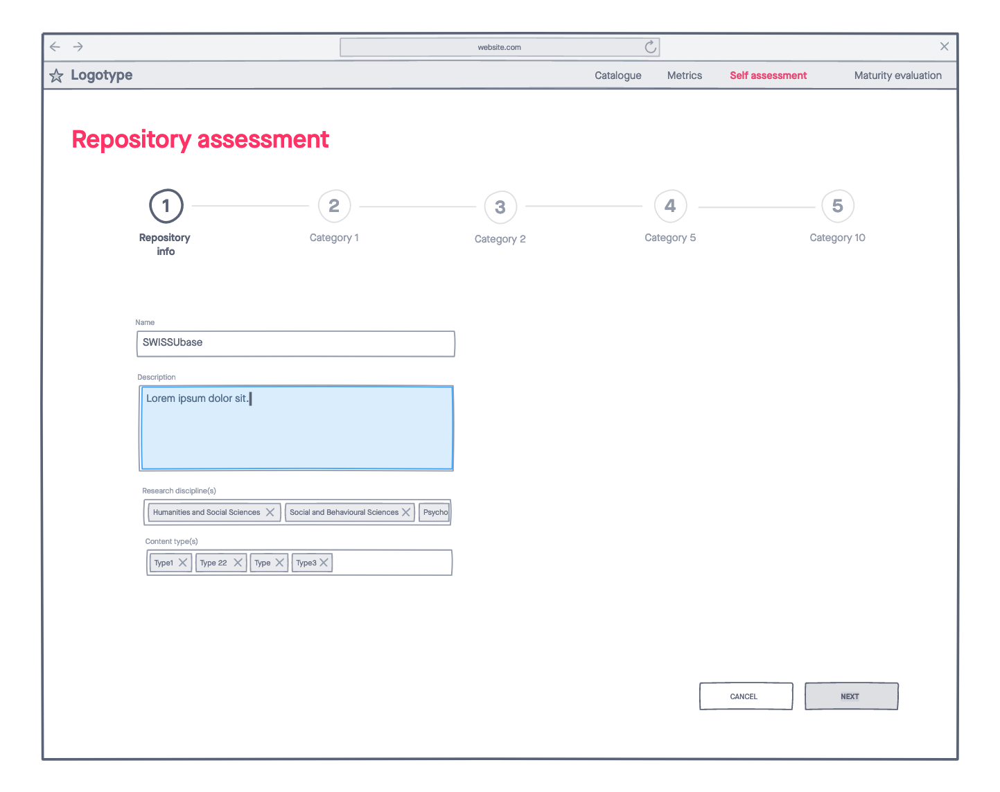 website.com
Logotype
Catalogue Metrics Self assessment Maturity evaluation
Repository assessment
1 2 3 4 5
Repository info
Category 1
Category 2
Category 5
Category 10
Name
SWISSUbase
Description
Lorem ipsum dolor sit.
Research discipline(s)
Humanities and Social Sciences Social and Behavioural Sciences Psycho
Content type(s)
Type1 Type 22 Type Type3
CANCEL NEXT